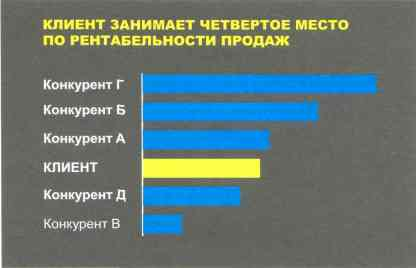 КЛИЕНТ ЗАНИМАЕТ ЧЕТВЕРТОЕ МЕСТО
ПО РЕНТАБЕЛЬНОСТИ ПРОДАЖ
Конкурент Г
Конкурент Б
Конкурент А
КЛИЕНТ
Конкурент Д
Конкурент В